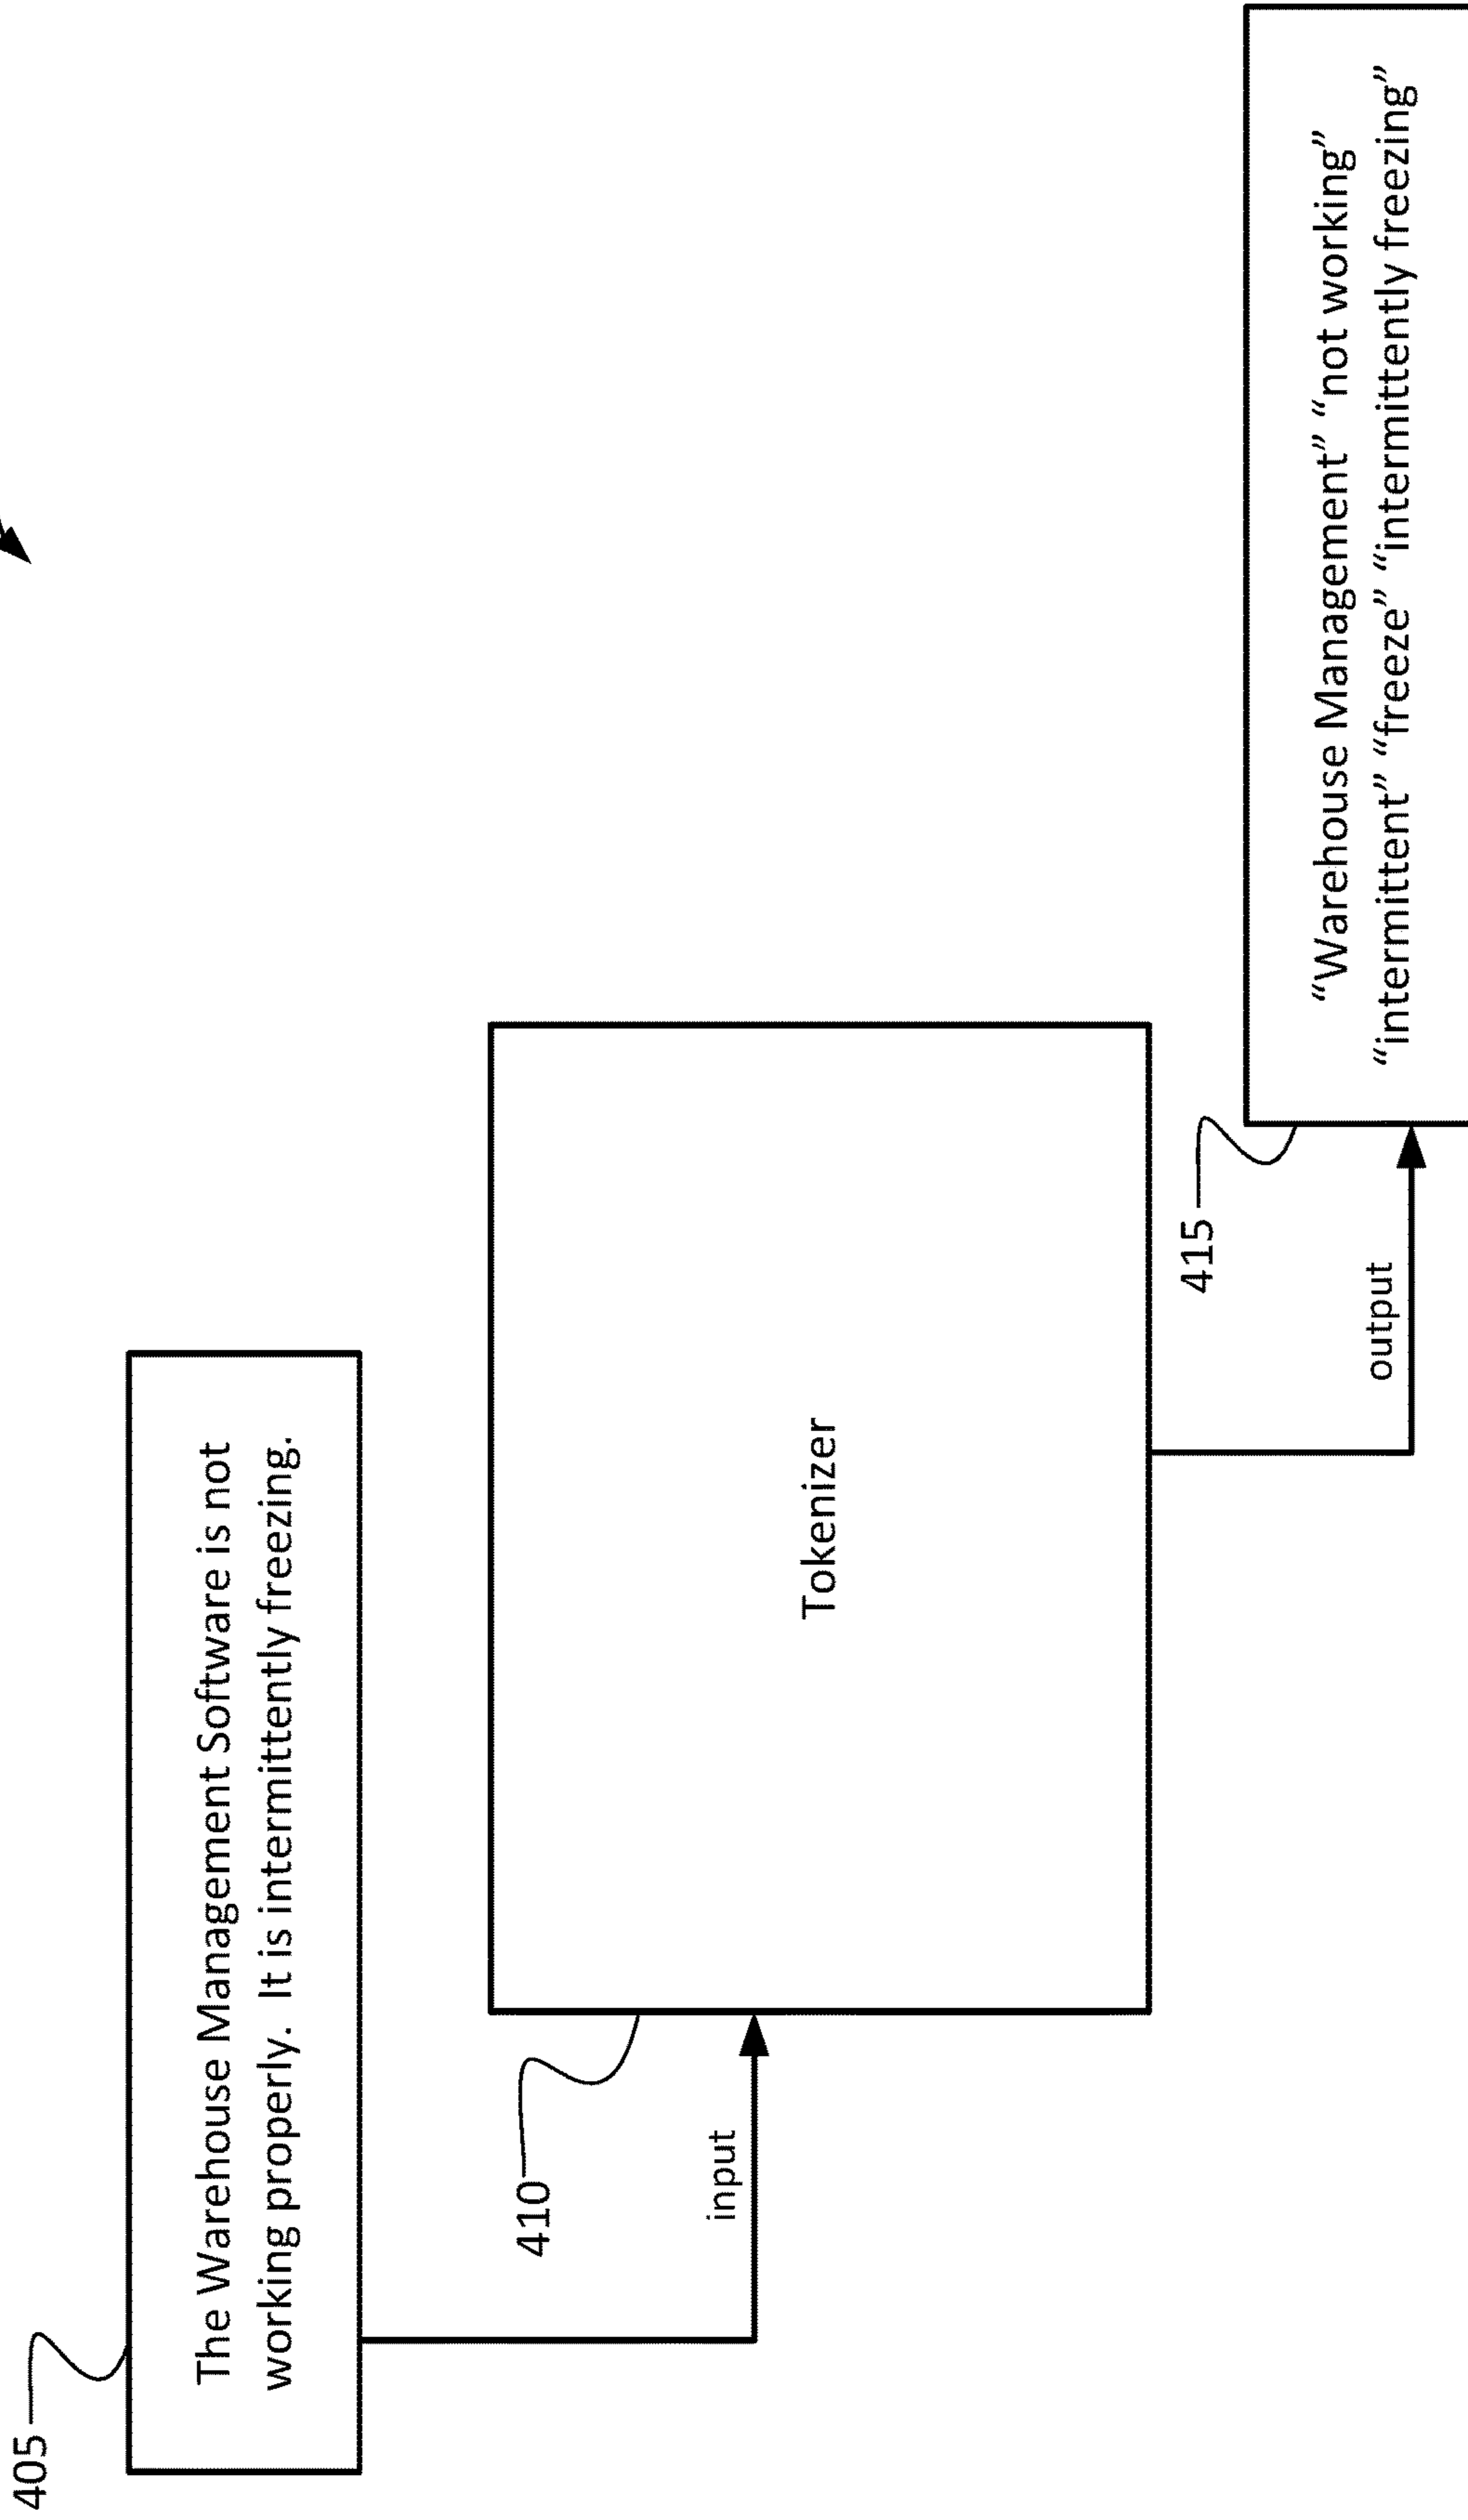 405
The Warehouse Management Software is not
working properly.  It is intermittently freezing.
410
input
Tokenizer
415
output
“Warehouse Management” “not working”
“intermittent” “freeze” “intermittently freezing”